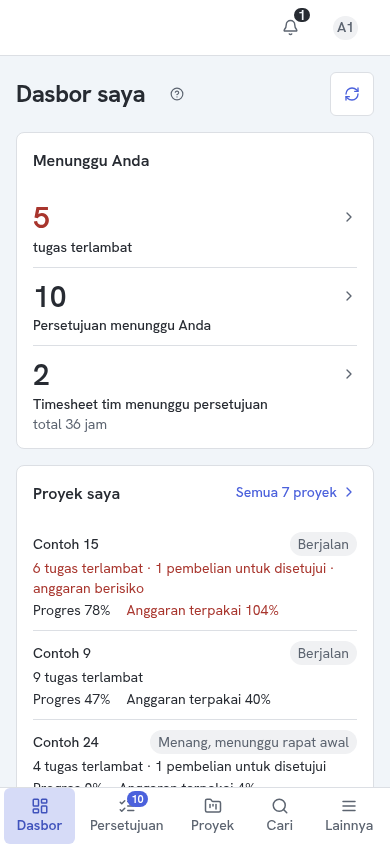 1
A1
Dasbor saya
Menunggu Anda
5
tugas terlambat
10
Persetujuan menunggu Anda
2
Timesheet tim menunggu persetujuan
total 36 jam
Proyek saya
Semua 7 proyek
Contoh 15
Berjalan
6 tugas terlambat · 1 pembelian untuk disetujui ·
anggaran berisiko
Progres 78% Anggaran terpakai 104%
Contoh 9
Berjalan
9 tugas terlambat
Progres 47% Anggaran terpakai 40%
Contoh 24
Menang, menunggu rapat awal
4 tugas terlambat · 1 pembelian untuk disetujui
10
Dasbor
Persetujuan
Proyek
Cari
Lainnya